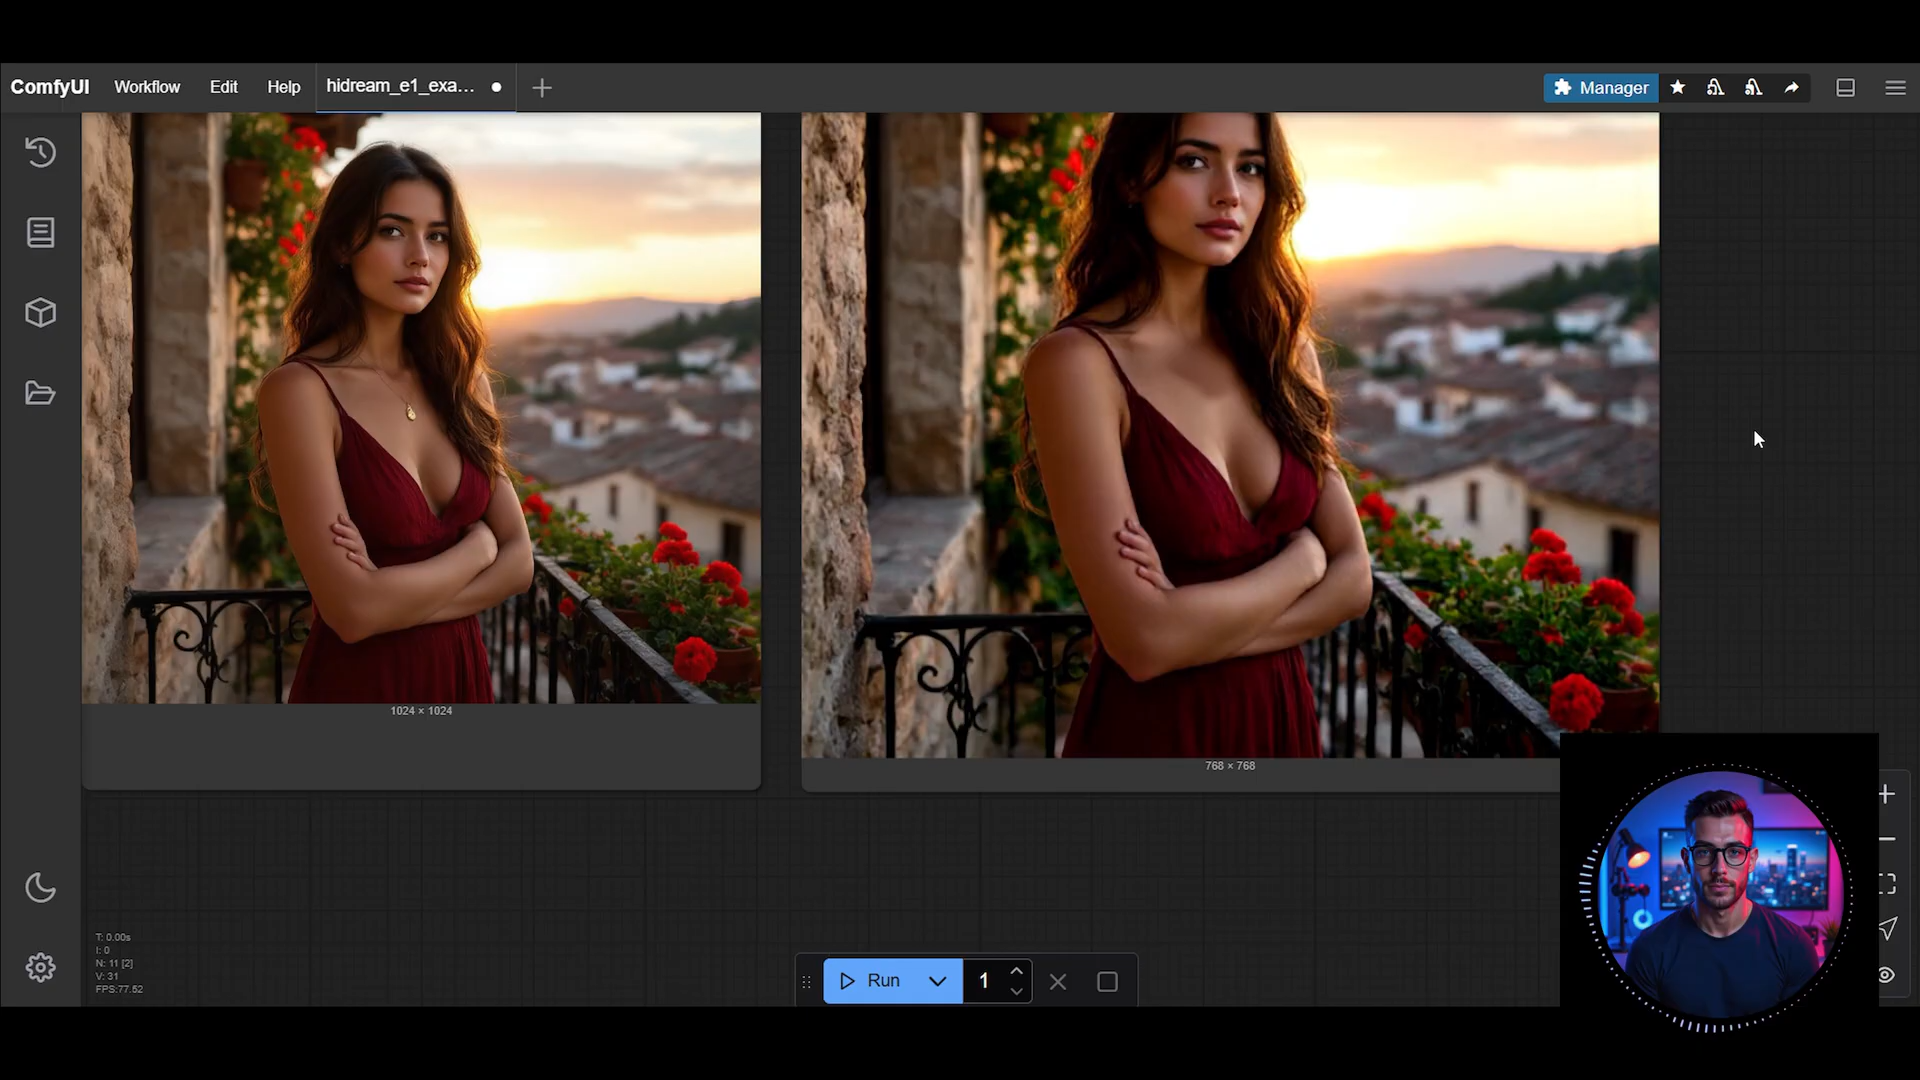 ComfyUI Workflow Edit Help hidream_e1_exa... Manager
1024 × 1024
768 × 768
T: 0.00s
I: 0
N: 11 [2]
V: 31
FPS:77.52
Run 1